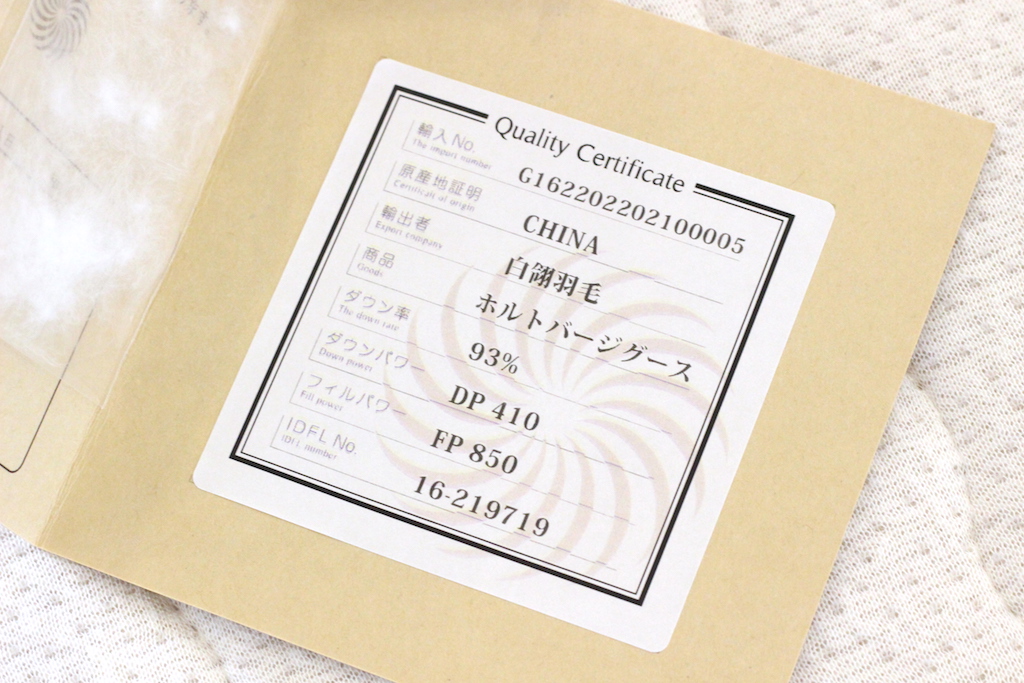 Quality Certificate
輸入No.
The import number
G1622022021 00005
原産地証明
Certificate of origin
CHINA
輸出者
Export company
白翎羽毛
商品
Goods
ホルトバージグース
ダウン率
The down rate
93%
ダウンパワー
Down power
DP 410
フィルパワー
Fill power
FP 850
IDFL No.
IDFL number
16-219719